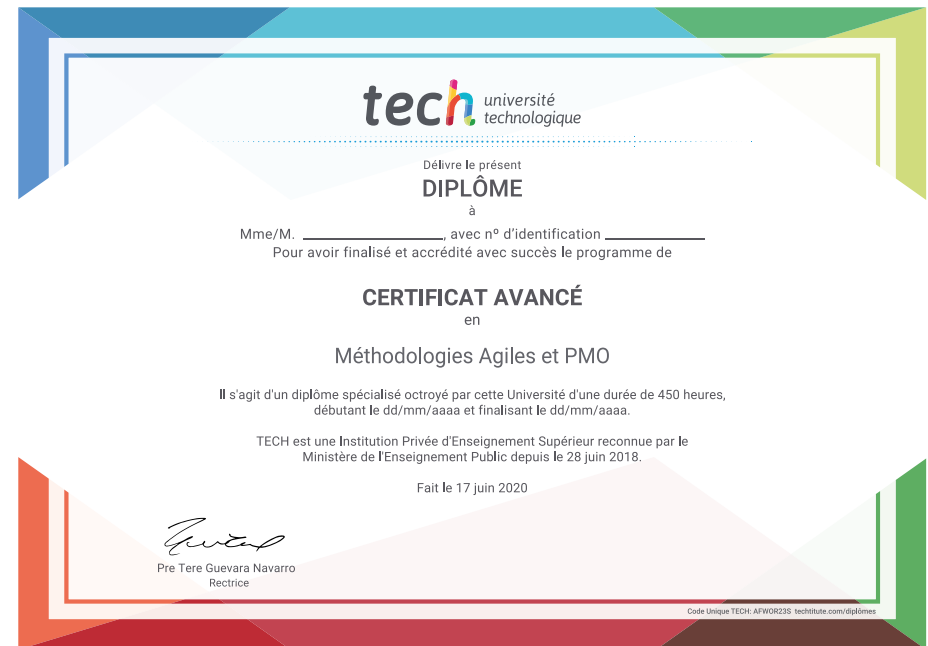 tech université
technologique
Délivre le présent
DIPLÔME
à
Mme/M. ____________________, avec nº d'identification ______________
Pour avoir finalisé et accrédité avec succès le programme de
CERTIFICAT AVANCÉ
en
Méthodologies Agiles et PMO
Il s'agit d'un diplôme spécialisé octroyé par cette Université d'une durée de 450 heures,
débutant le dd/mm/aaaa et finalisant le dd/mm/aaaa.
TECH est une Institution Privée d'Enseignement Supérieur reconnue par le
Ministère de l'Enseignement Public depuis le 28 juin 2018.
Fait le 17 juin 2020
Pre Tere Guevara Navarro
Rectrice
Code Unique TECH: AFWOR23S techtitute.com/diplômes